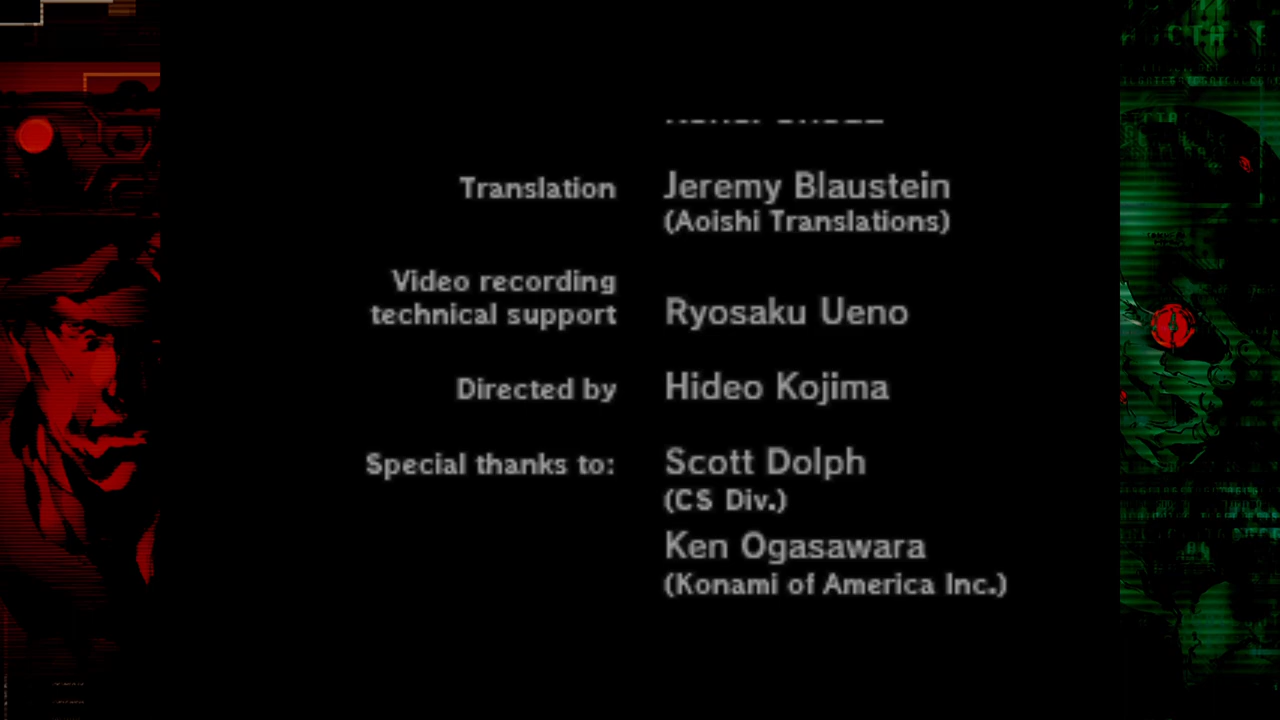 Translation Jeremy Blaustein
(Aoishi Translations)
Video recording
technical support Ryosaku Ueno
Directed by Hideo Kojima
Special thanks to: Scott Dolph
(CS Div.)
Ken Ogasawara
(Konami of America Inc.)